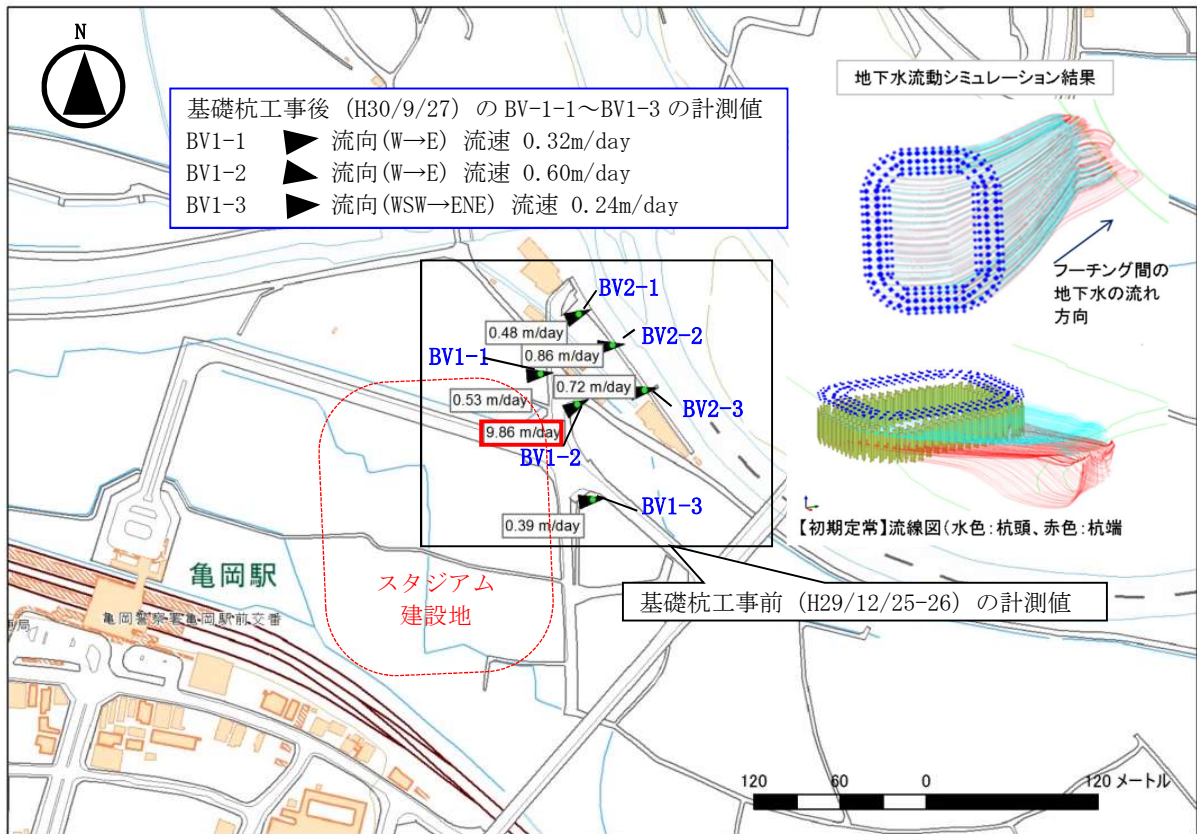 N
基礎杭工事後 (H30/9/27) の BV-1-1～BV1-3 の計測値
BV1-1 流向(W→E) 流速 0.32m/day
BV1-2 流向(W→E) 流速 0.60m/day
BV1-3 流向(WSW→ENE) 流速 0.24m/day
地下水流動シミュレーション結果
フーチング間の
地下水の流れ
方向
【初期定常】流線図(水色:杭頭、赤色:杭端
BV2-1
0.48 m/day
BV2-2
0.86 m/day
BV1-1
0.72 m/day
BV2-3
0.53 m/day
9.86 m/day
BV1-2
BV1-3
0.39 m/day
基礎杭工事前 (H29/12/25-26) の計測値
亀岡駅
スタジアム
建設地
亀岡警察署亀岡駅前交番
局
120 60 0 120 メートル